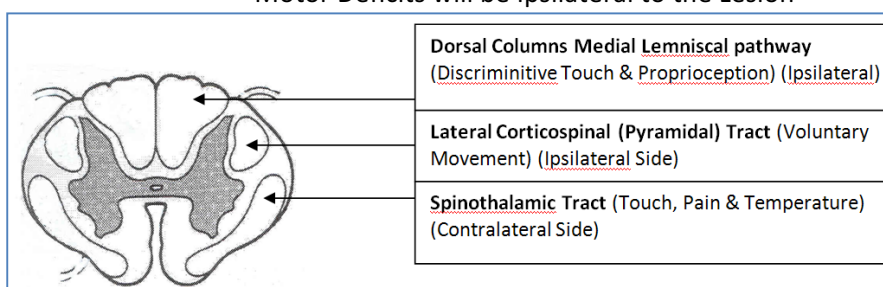 Motor Deficits will be Ipsilateral to the Lesion
Dorsal Columns Medial Lemniscal pathway
(Discriminitive Touch & Proprioception) (Ipsilateral)
Lateral Corticospinal (Pyramidal) Tract (Voluntary
Movement) (Ipsilateral Side)
Spinothalamic Tract (Touch, Pain & Temperature)
(Contralateral Side)